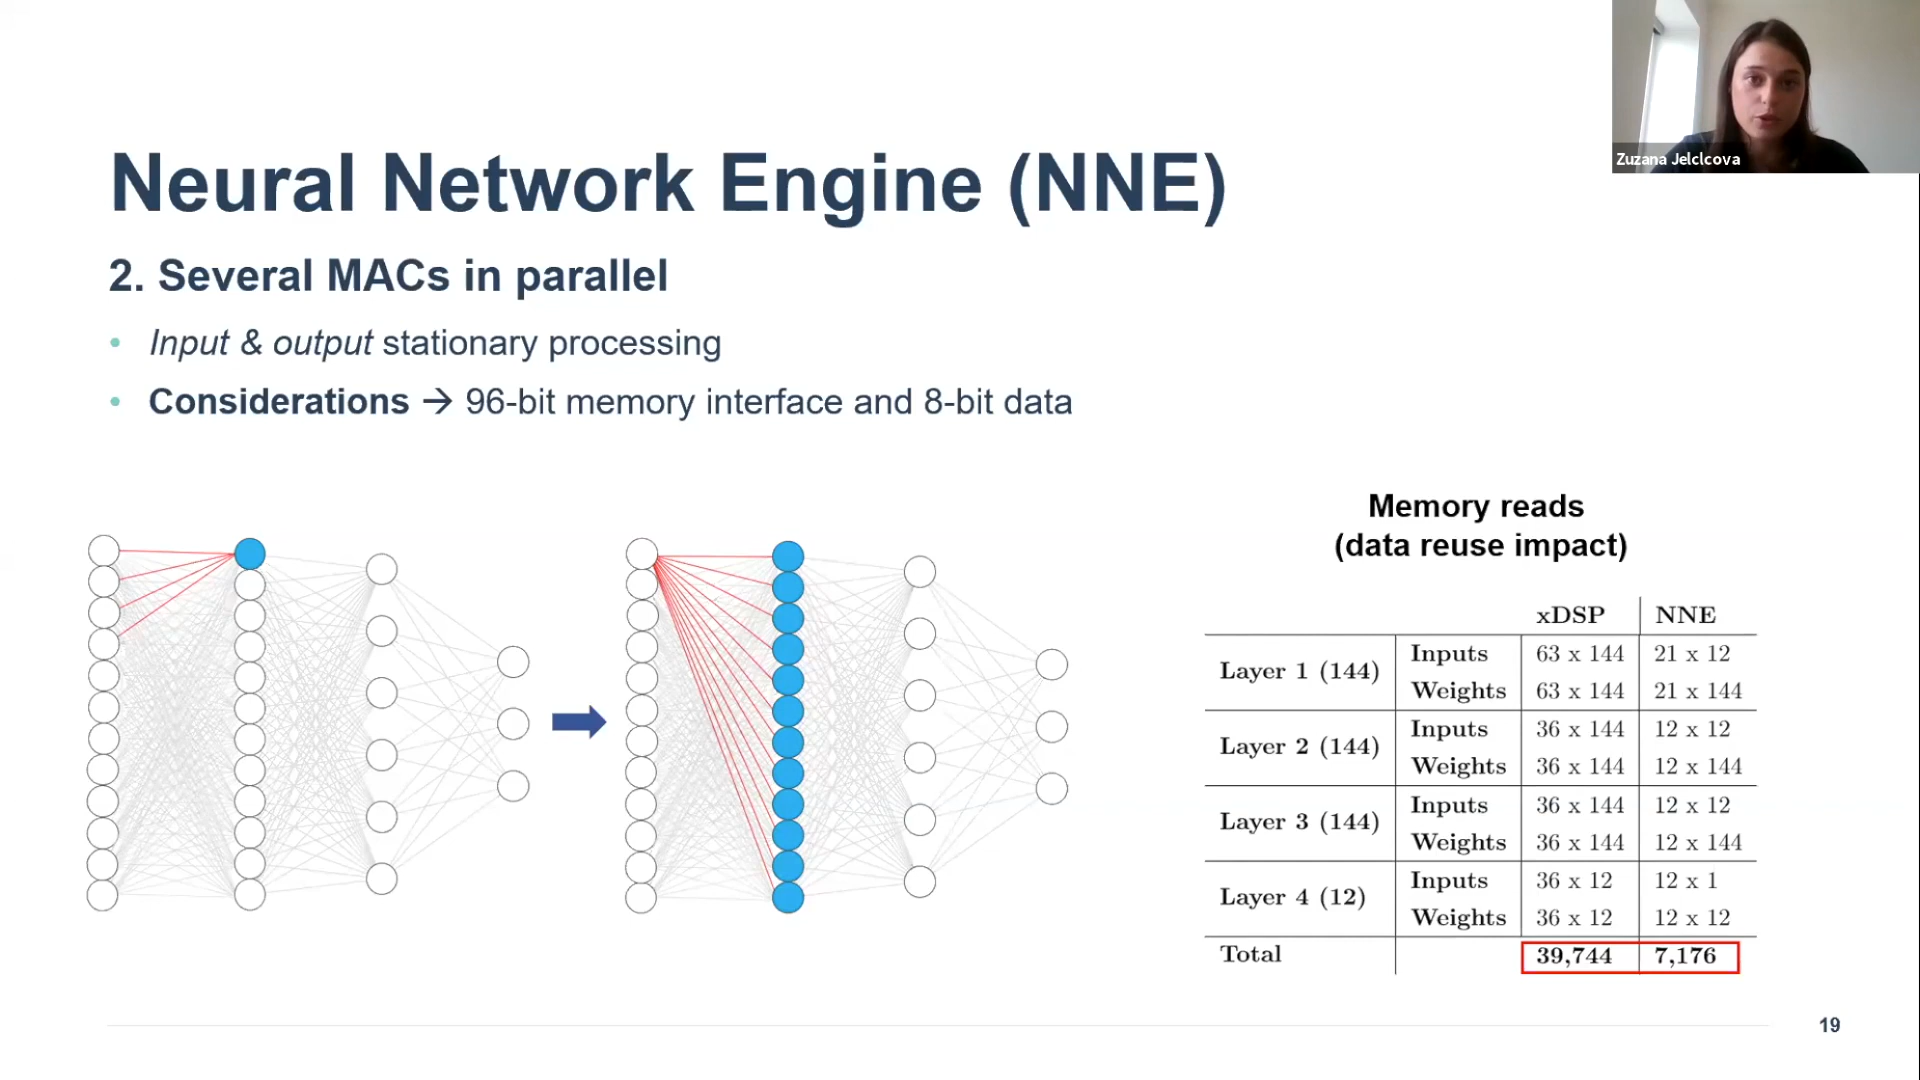 Zuzana Jelclcova
Neural Network Engine (NNE)
2. Several MACs in parallel
• Input & output stationary processing
• Considerations → 96-bit memory interface and 8-bit data
Memory reads
(data reuse impact)
xDSP NNE
Layer 1 (144) Inputs 63 x 144 21 x 12
Weights 63 x 144 21 x 144
Layer 2 (144) Inputs 36 x 144 12 x 12
Weights 36 x 144 12 x 144
Layer 3 (144) Inputs 36 x 144 12 x 12
Weights 36 x 144 12 x 144
Layer 4 (12) Inputs 36 x 12 12 x 1
Weights 36 x 12 12 x 12
Total 39,744 7,176
19